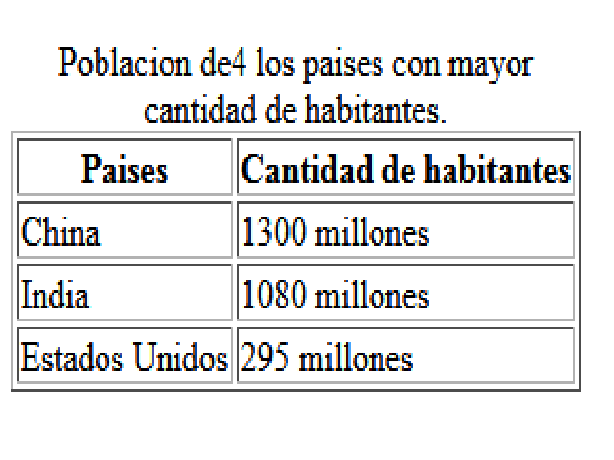 Poblacion de4 los paises con mayor
cantidad de habitantes.
Paises Cantidad de habitantes
China 1300 millones
India 1080 millones
Estados Unidos 295 millones